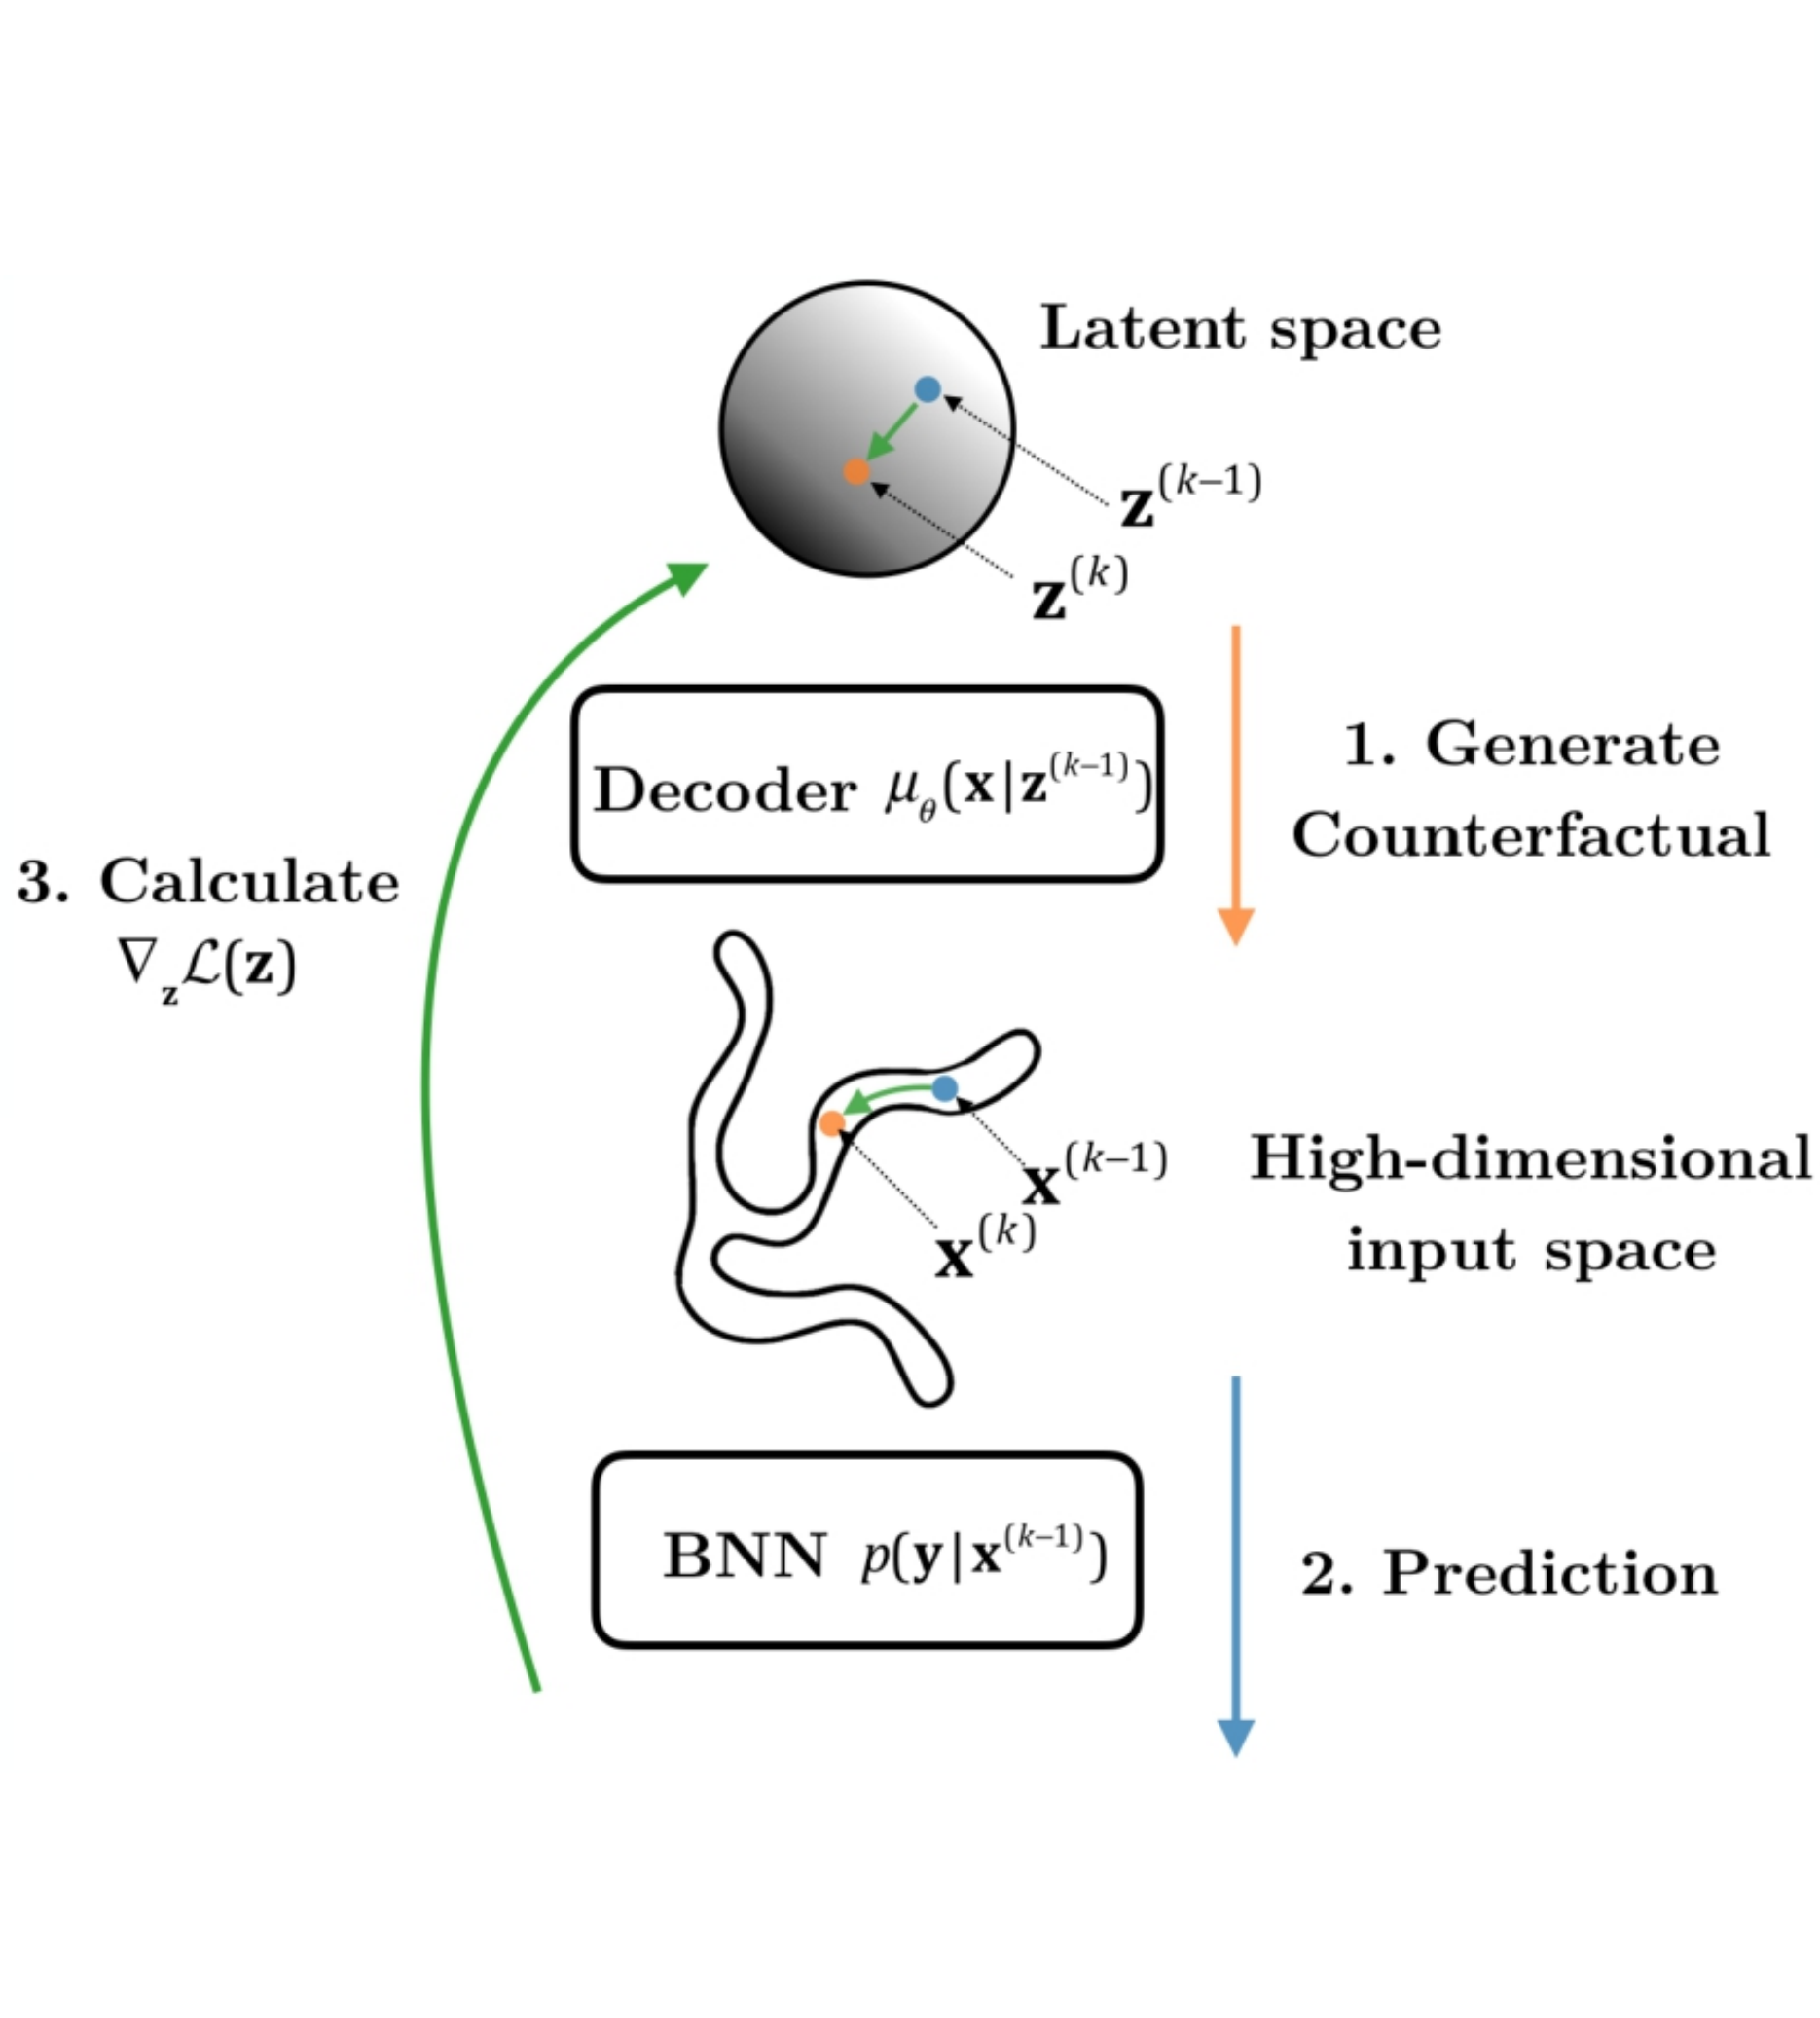 Latent space
z^(k–1)
z^(k)
Decoder μ_θ(x|z^(k–1))
1. Generate
Counterfactual
3. Calculate
∇_z ℒ(z)
x^(k–1)
x^(k)
High-dimensional
input space
BNN p(y|x^(k–1))
2. Prediction